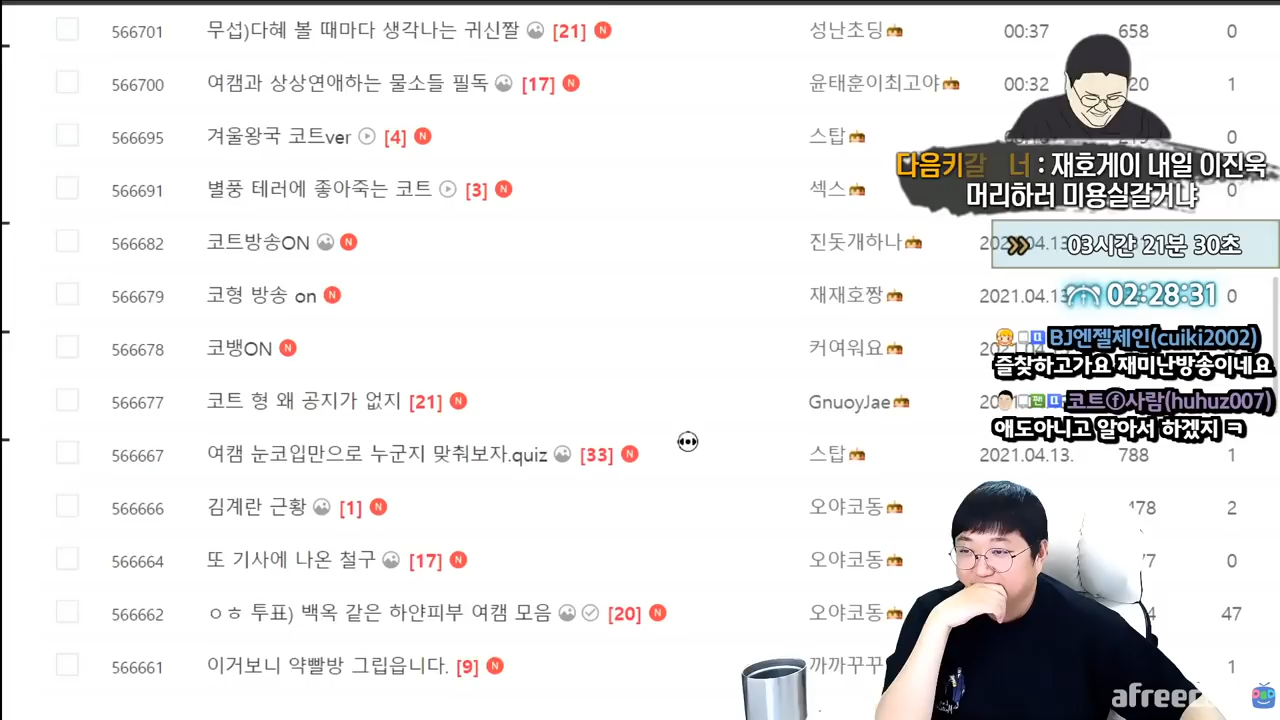 566701 무섭)다혜 볼 때마다 생각나는 귀신짤 [21] N 성난초딩 00:37 658 0
566700 여캠과 상상연애하는 물소들 필독 [17] N 윤태훈이최고야 00:32 20 1
566695 겨울왕국 코트ver [4] N 스탑 0
다음키갈 너 : 재호게이 내일 이진욱
머리하러 미용실갈거냐
566691 별풍 테러에 좋아죽는 코트 [3] N 섹스
566682 코트방송ON N 진돗개하나
03시간 21분 30초
566679 코형 방송 on N 재재호짱 2021.04.13 0
02:28:31
566678 코뱅ON N 커여워요
BJ엔젤제인(cuiki2002)
즐찾하고가요 재미난방송이네요
566677 코트 형 왜 공지가 없지 [21] N GnuoyJae
팬 코트ⓕ사람(huhuz007)
애도아니고 알아서 하겠지 ㅋ
566667 여캠 눈코입만으로 누군지 맞춰보자.quiz [33] N 스탑 2021.04.13. 788 1
566666 김계란 근황 [1] N 오야코동 478 2
566664 또 기사에 나온 철구 [17] N 오야코동 0
566662 ㅇㅎ 투표) 백옥 같은 하얀피부 여캠 모음 [20] N 오야코동 47
566661 이거보니 약빨방 그립읍니다. [9] N 까까꾸꾸 1